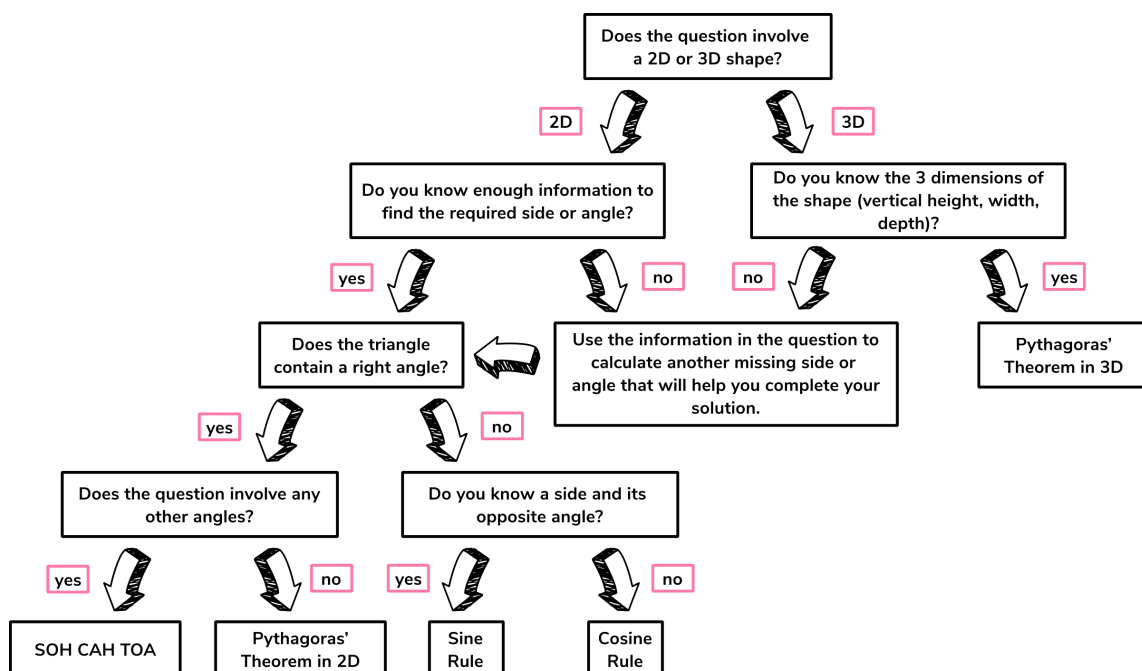 Does the question involve
a 2D or 3D shape?
2D
3D
Do you know enough information to
find the required side or angle?
Do you know the 3 dimensions of
the shape (vertical height, width,
depth)?
yes
no
no
yes
Does the triangle
contain a right angle?
Use the information in the question to
calculate another missing side or
angle that will help you complete your
solution.
Pythagoras’
Theorem in 3D
yes
no
Does the question involve any
other angles?
Do you know a side and its
opposite angle?
yes
no
yes
no
SOH CAH TOA
Pythagoras’
Theorem in 2D
Sine
Rule
Cosine
Rule